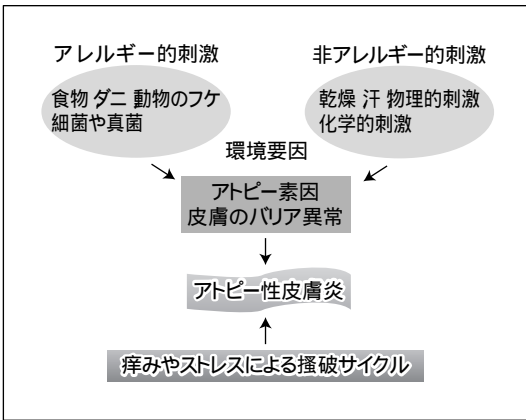 アレルギー的刺激
非アレルギー的刺激
食物 ダニ 動物のフケ
細菌や真菌
乾燥 汗 物理的刺激
化学的刺激
環境要因
アトピー素因
皮膚のバリア異常
アトピー性皮膚炎
痒みやストレスによる搔破サイクル